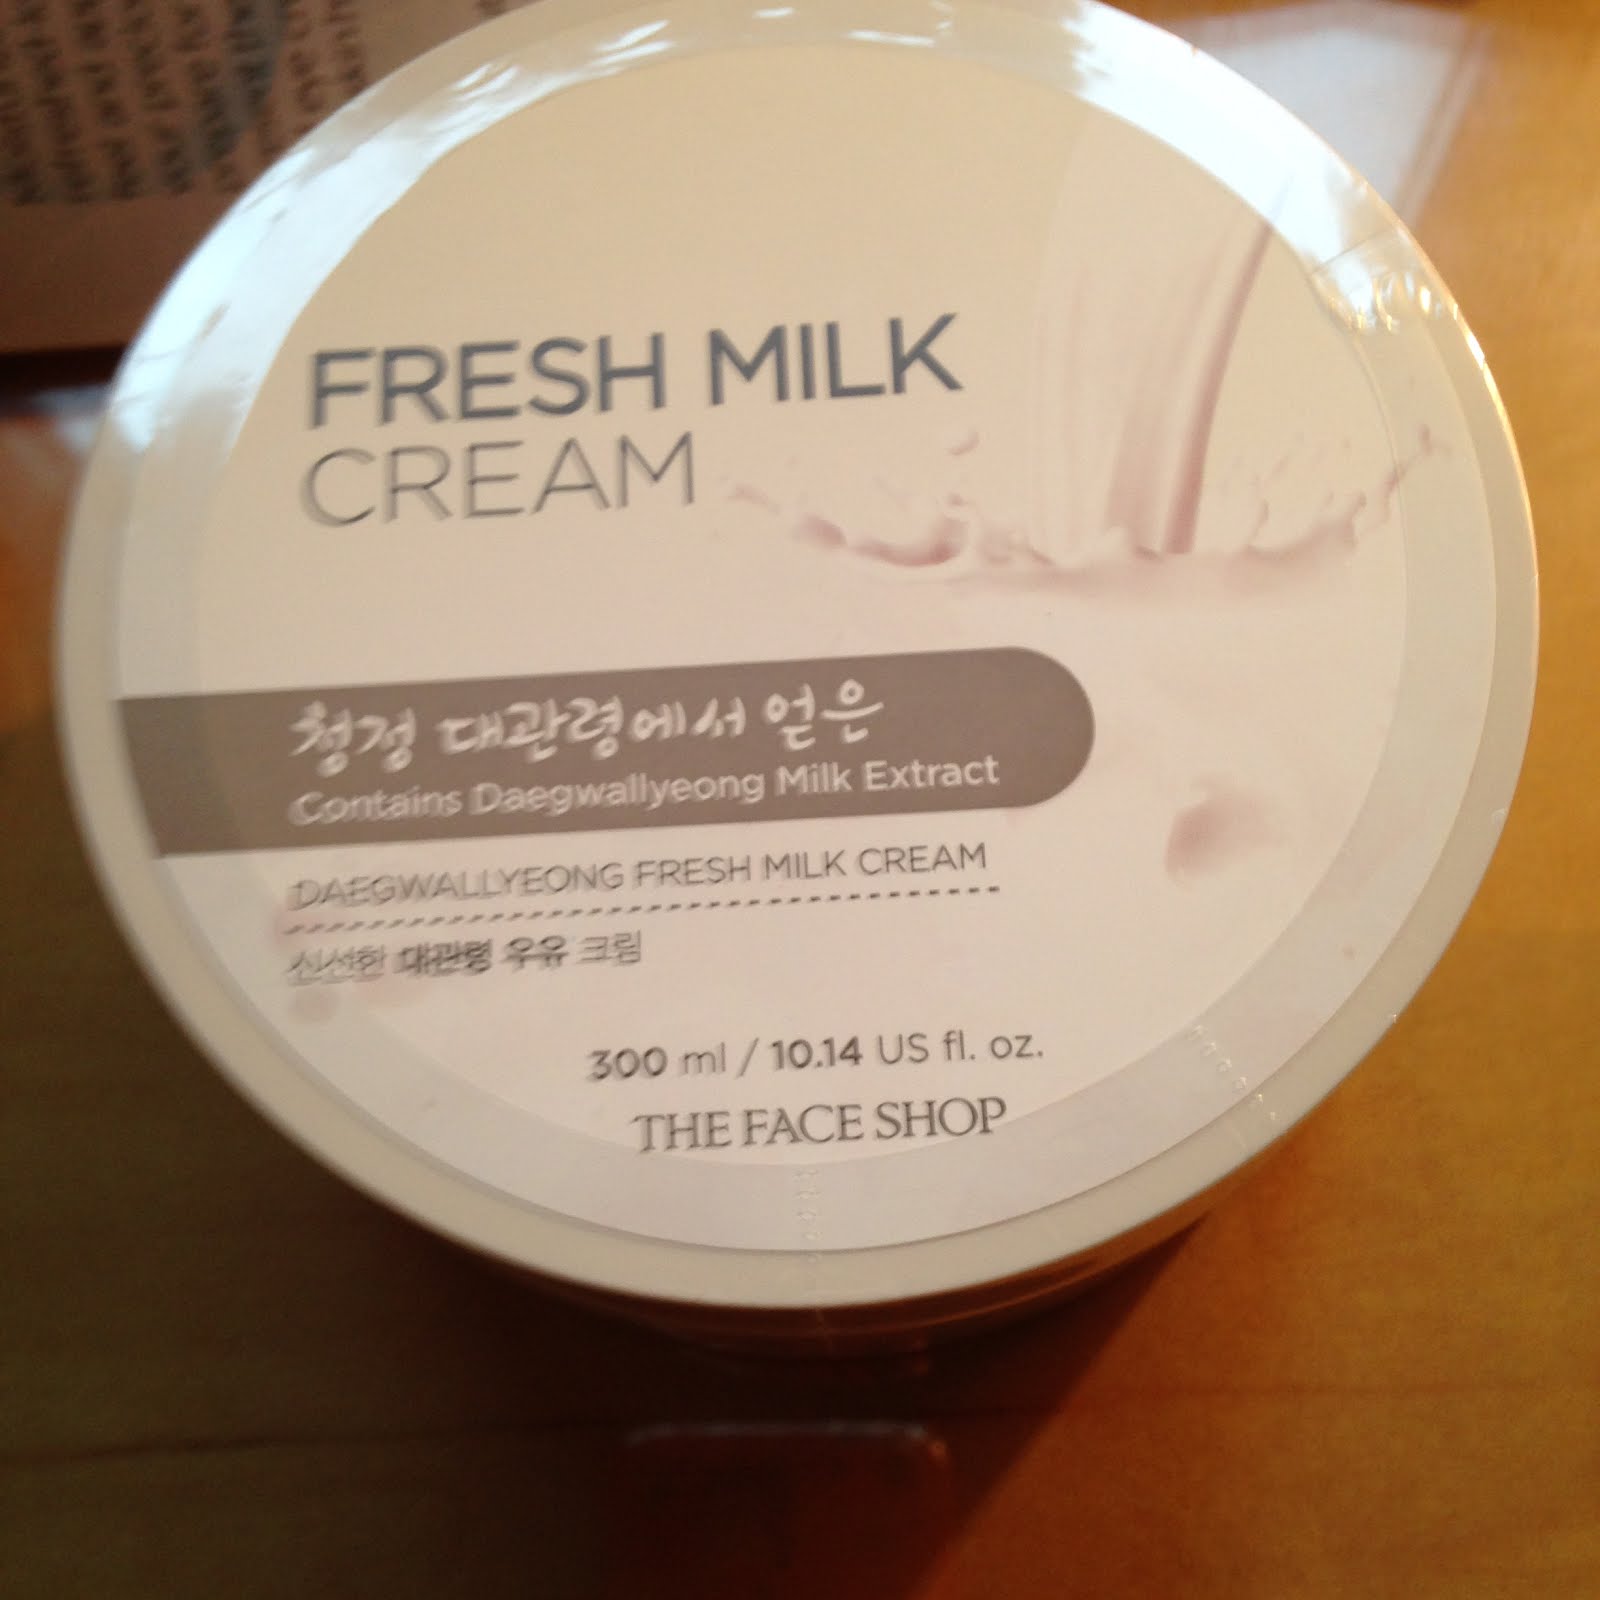 FRESH MILK
CREAM
청정 대관령에서 얻은
Contains Daegwallyeong Milk Extract
DAEGWALLYEONG FRESH MILK CREAM
신선한 대관령 우유 크림
300 ml / 10.14 US fl. oz.
THE FACE SHOP